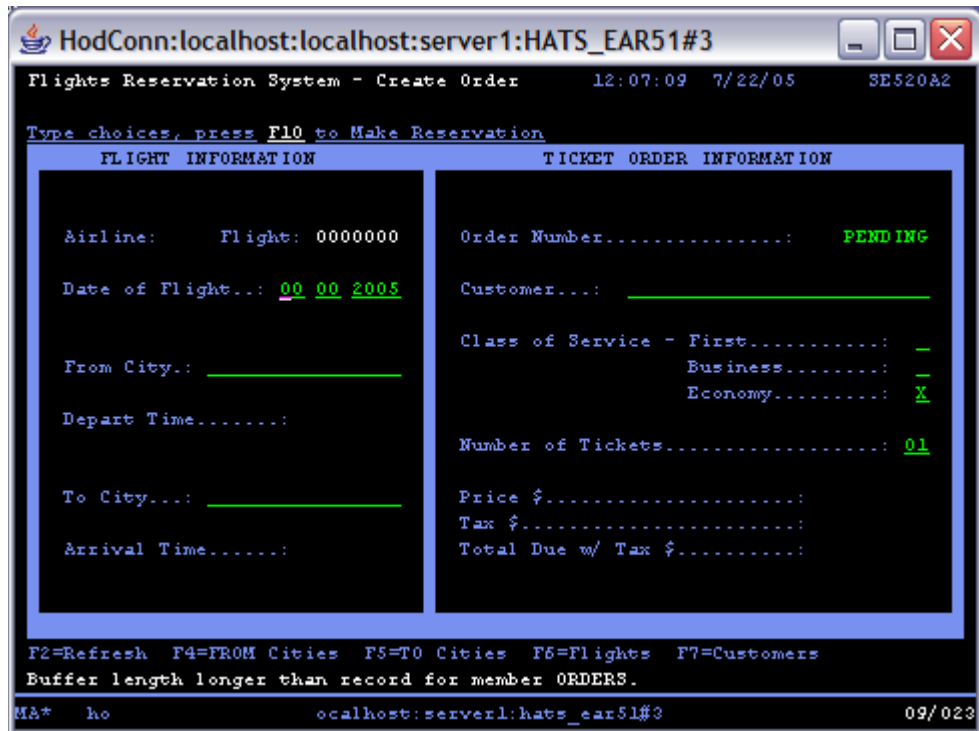 HodConn:localhost:localhost:server1:HATS_EAR51#3
Flights Reservation System - Create Order 12:07:09 7/22/05 SE520A2
Type choices, press F10 to Make Reservation
FLIGHT INFORMATION
Airline: Flight: 0000000
Date of Flight..: 00 00 2005
From City.:
Depart Time.......:
To City...:
Arrival Time......:
TICKET ORDER INFORMATION
Order Number...............: PENDING
Customer...:
Class of Service - First...........: _
Business........: _
Economy.........: X
Number of Tickets..................: 01
Price $.....................:
Tax $.......................:
Total Due w/ Tax $..........:
F2=Refresh F4=FROM Cities F5=TO Cities F6=Flights F7=Customers
Buffer length longer than record for member ORDERS.
MA* ho ocalhost:server1:hats_ear51#3 09/023